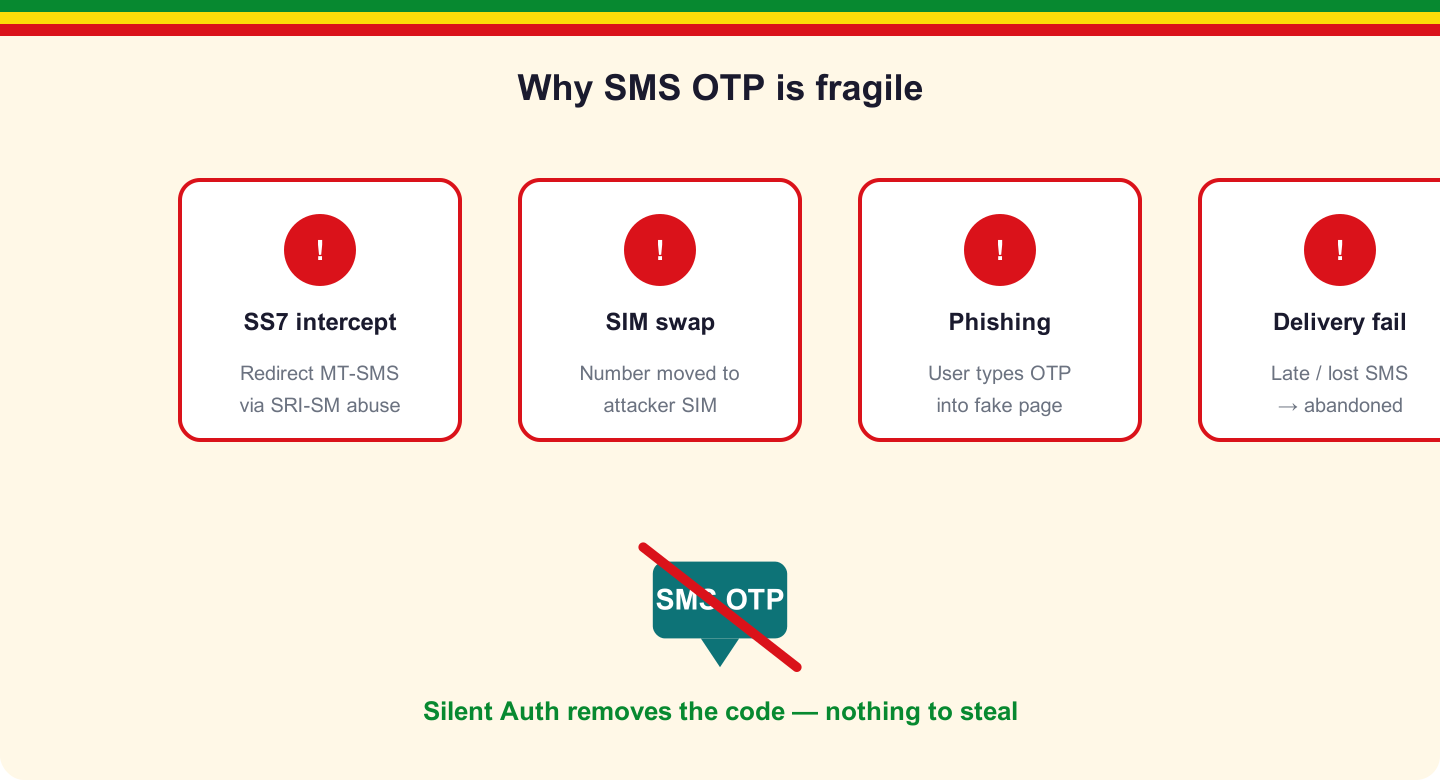 Why SMS OTP is fragile
!
SS7 intercept
Redirect MT-SMS
via SRI-SM abuse
!
SIM swap
Number moved to
attacker SIM
!
Phishing
User types OTP
into fake page
!
Delivery fail
Late / lost SMS
→ abandoned
SMS OTP
Silent Auth removes the code — nothing to steal